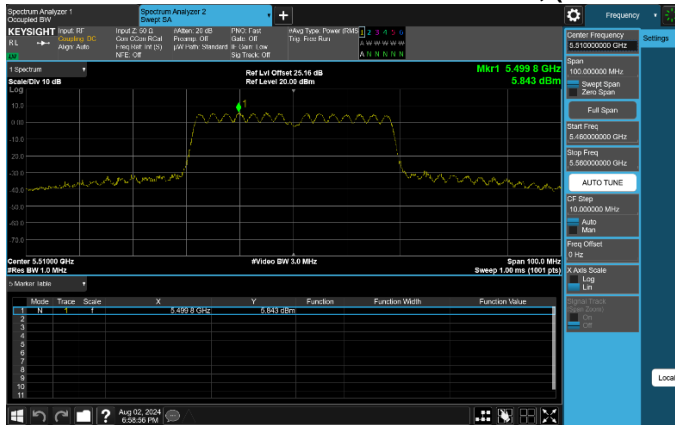 Spectrum Analyzer 1
Occupied BW
Spectrum Analyzer 2
Swept SA
+
Frequency
KEYSIGHT
Input: RF
Coupling: DC
Align: Auto
Input Z: 50 Ω
Corr CCorr RCal
Freq Ref: Int (S)
NFE: Off
#Atten: 20 dB
Preamp: Off
µW Path: Standard
PNO: Fast
Gate: Off
IF Gain: Low
Sig Track: Off
#Avg Type: Power (RMS)
Trig: Free Run
1 2 3 4 5 6
A W W W W W
A N N N N N
1 Spectrum
Scale/Div 10 dB
Log
Ref Lvl Offset 25.16 dB
Ref Level 20.00 dBm
Mkr1 5.499 8 GHz
5.843 dBm
1
10.0
0.00
-10.0
-20.0
-30.0
-40.0
-50.0
-60.0
-70.0
Center 5.51000 GHz
#Res BW 1.0 MHz
#Video BW 3.0 MHz
Span 100.0 MHz
Sweep 1.00 ms (1001 pts)
5 Marker Table
Mode Trace Scale X Y Function Function Width Function Value
1 N 1 f 5.499 8 GHz 5.843 dBm
2
3
4
5
6
7
8
9
10
11
Aug 02, 2024
6:58:56 PM
Center Frequency
5.510000000 GHz
Settings
Span
100.000000 MHz
Swept Span
Zero Span
Full Span
Start Freq
5.460000000 GHz
Stop Freq
5.560000000 GHz
AUTO TUNE
CF Step
10.000000 MHz
Auto
Man
Freq Offset
0 Hz
X Axis Scale
Log
Lin
Signal Track
(Span Zoom)
On
Off
Local